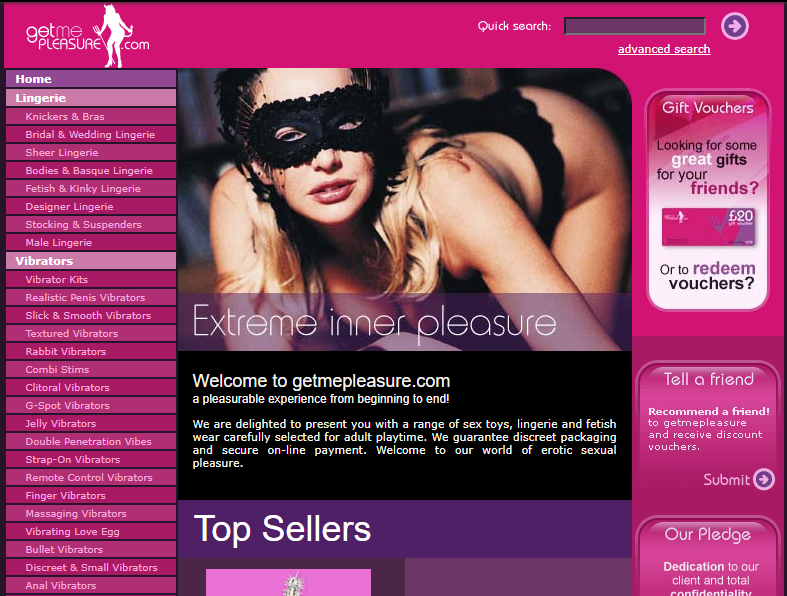 getme
PLEASURE.com
Quick search:
advanced search
Home
Lingerie
Knickers & Bras
Bridal & Wedding Lingerie
Sheer Lingerie
Bodies & Basque Lingerie
Fetish & Kinky Lingerie
Designer Lingerie
Stocking & Suspenders
Male Lingerie
Vibrators
Vibrator Kits
Realistic Penis Vibrators
Slick & Smooth Vibrators
Textured Vibrators
Rabbit Vibrators
Combi Stims
Clitoral Vibrators
G-Spot Vibrators
Jelly Vibrators
Double Penetration Vibes
Strap-On Vibrators
Remote Control Vibrators
Finger Vibrators
Massaging Vibrators
Vibrating Love Egg
Bullet Vibrators
Discreet & Small Vibrators
Anal Vibrators
Extreme inner pleasure
Welcome to getmepleasure.com
a pleasurable experience from beginning to end!
We are delighted to present you with a range of sex toys, lingerie and fetish
wear carefully selected for adult playtime. We guarantee discreet packaging
and secure on-line payment. Welcome to our world of erotic sexual
pleasure.
Top Sellers
Gift Vouchers
Looking for some
great gifts
for your
friends?
£20
Or to redeem
vouchers?
Tell a friend
Recommend a friend!
to getmepleasure
and receive discount
vouchers.
Submit
Our Pledge
Dedication to our
client and total
confidentiality